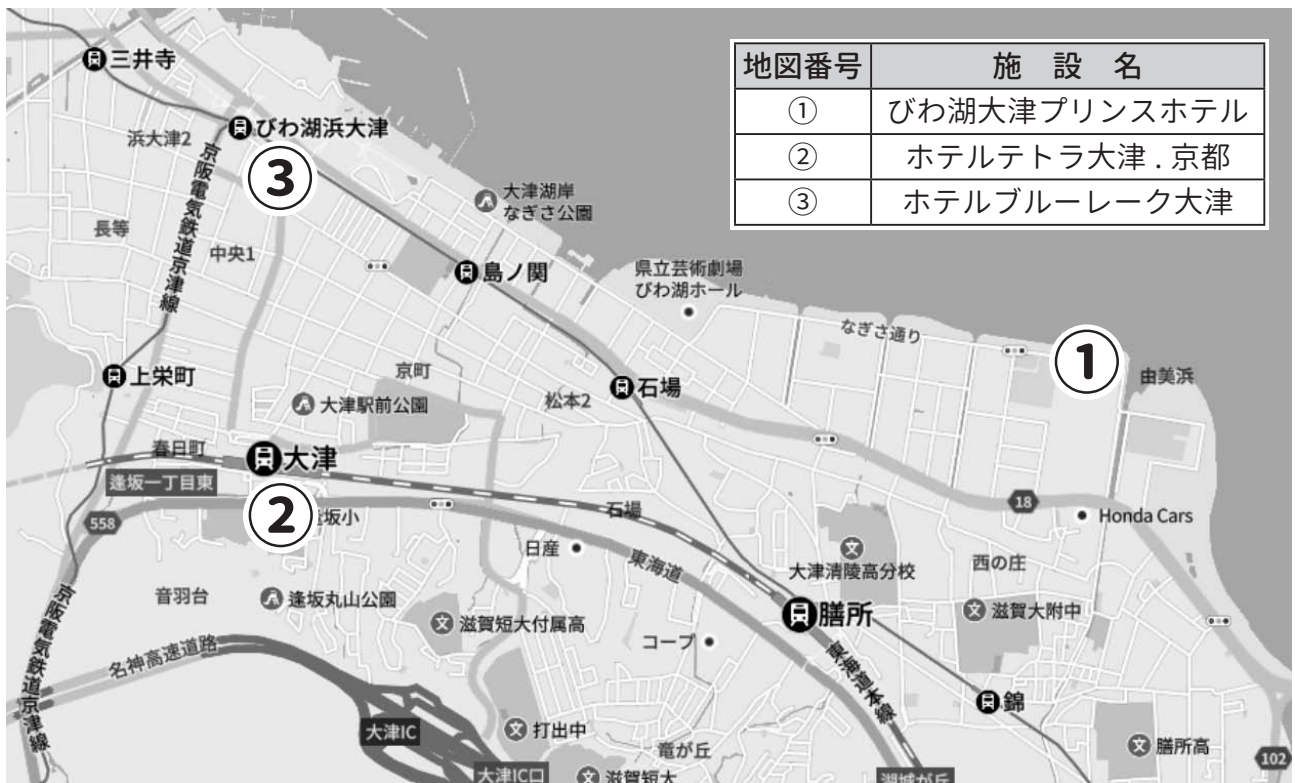 地図番号 施 設 名
① びわ湖大津プリンスホテル
② ホテルテトラ大津 . 京都
③ ホテルブルーレーク大津
三井寺
びわ湖浜大津
浜大津2
③
京阪電気鉄道京津線
長等
中央1
大津湖岸
なぎさ公園
島ノ関
県立芸術劇場
びわ湖ホール
なぎさ通り
①
由美浜
上栄町
京町
大津駅前公園
松本2
石場
春日町
大津
逢坂一丁目東
②
逢坂小
558
石場
日産
東海道
18
Honda Cars
大津清陵高分校
西の庄
音羽台
逢坂丸山公園
滋賀短大付属高
膳所
滋賀大附中
コープ
京阪電気鉄道京津線
名神高速道路
東海道本線
錦
大津IC
打出中
竜が丘
膳所高
大津IC口
滋賀短大
湖城が丘
102